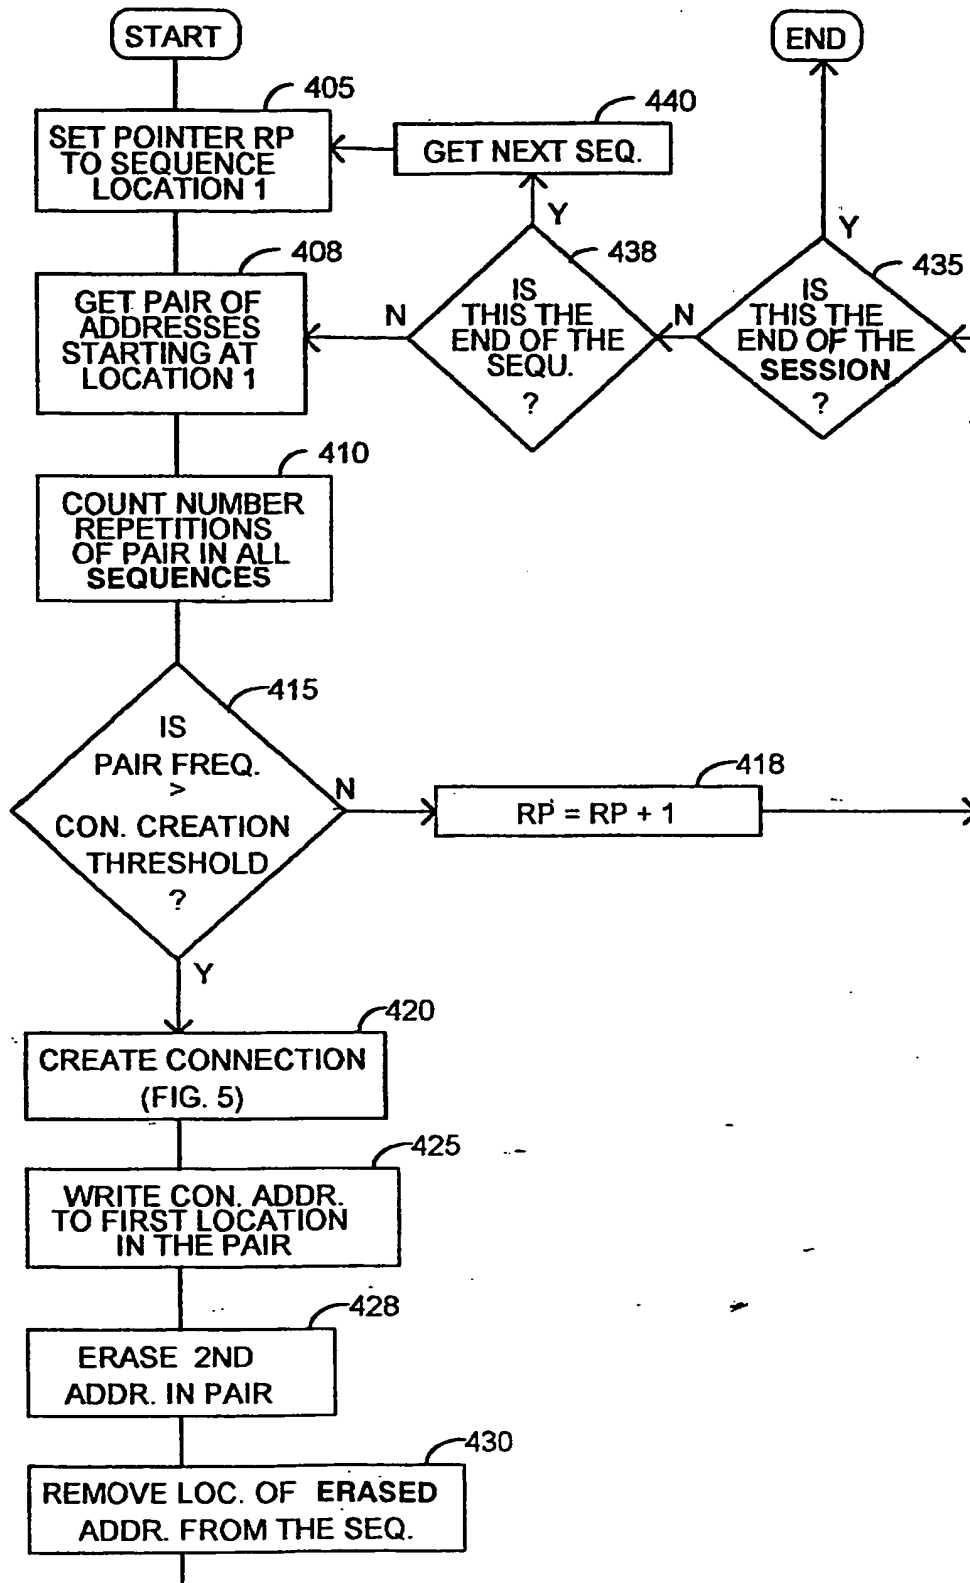 START
END
405
SET POINTER RP
TO SEQUENCE
LOCATION 1
440
GET NEXT SEQ.
Y
Y
408
GET PAIR OF
ADDRESSES
STARTING AT
LOCATION 1
N
438
IS
THIS THE
END OF THE
SEQU.
?
N
435
IS
THIS THE
END OF THE
SESSION
?
410
COUNT NUMBER
REPETITIONS
OF PAIR IN ALL
SEQUENCES
415
IS
PAIR FREQ.
>
CON. CREATION
THRESHOLD
?
N
418
RP = RP + 1
Y
420
CREATE CONNECTION
(FIG. 5)
425
WRITE CON. ADDR.
TO FIRST LOCATION
IN THE PAIR
428
ERASE 2ND
ADDR. IN PAIR
430
REMOVE LOC. OF ERASED
ADDR. FROM THE SEQ.